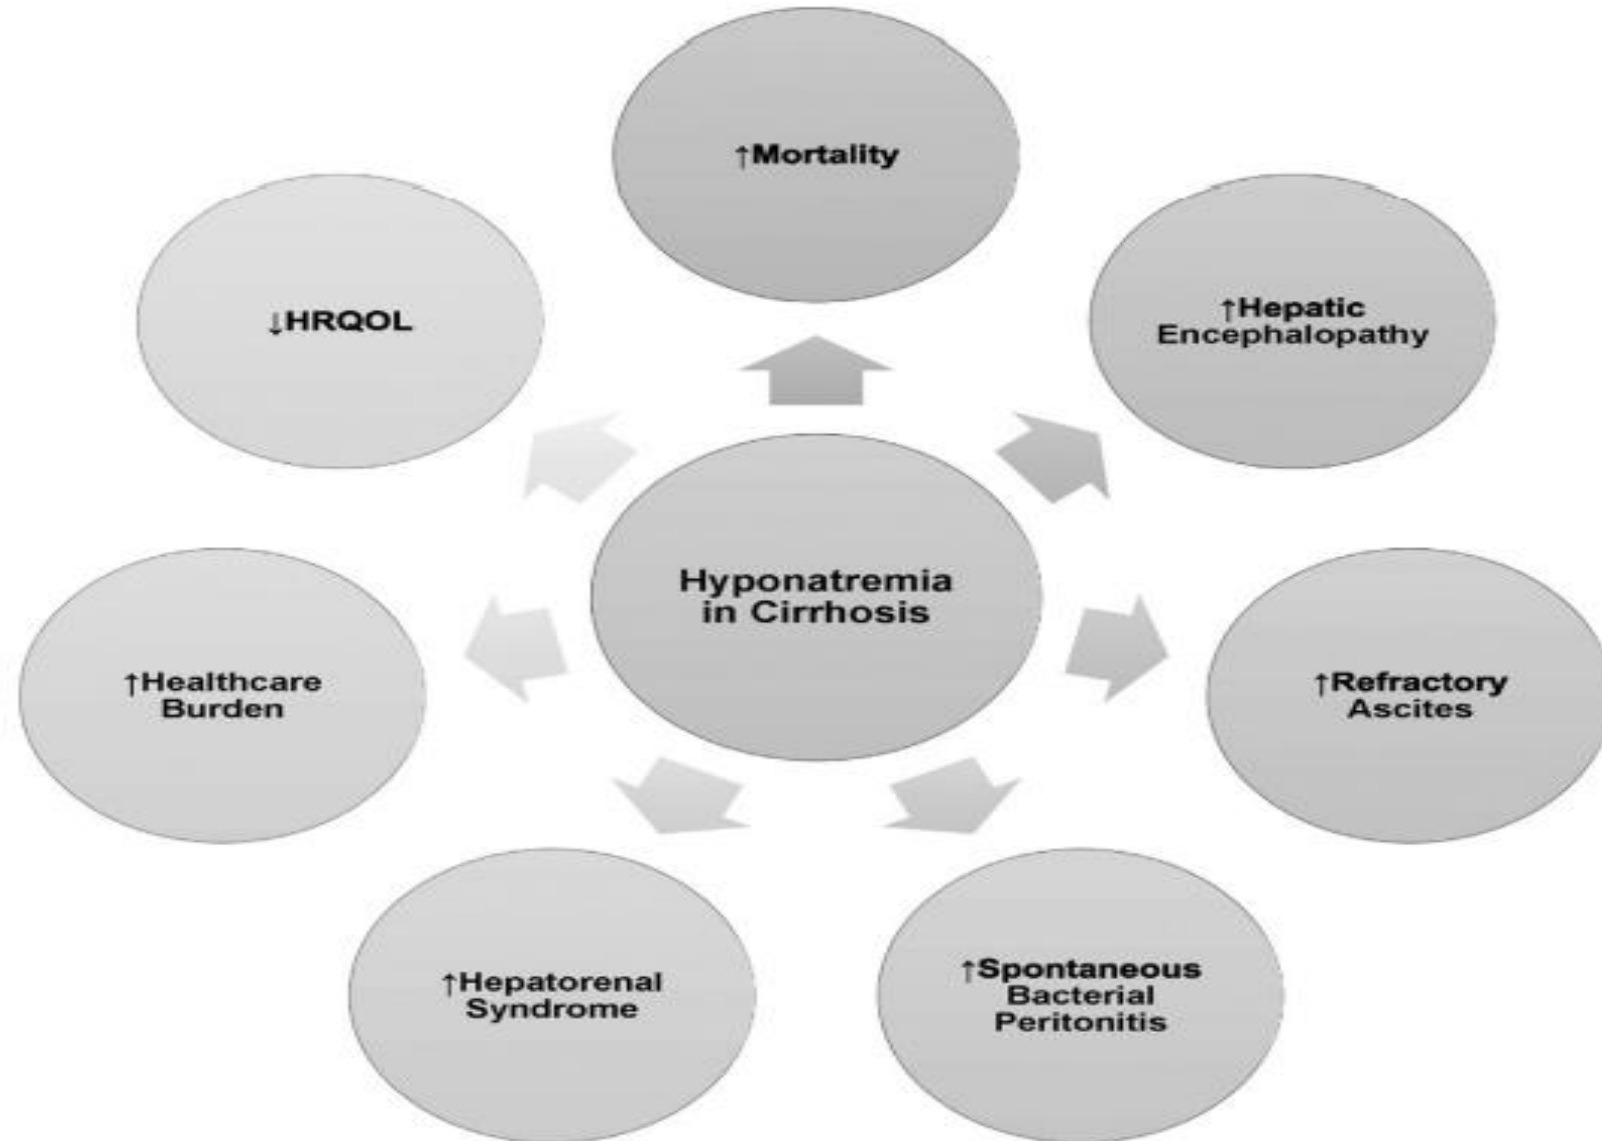 ↑Mortality
↑Hepatic
Encephalopathy
↑Refractory
Ascites
↑Spontaneous
Bacterial
Peritonitis
↑Hepatorenal
Syndrome
↑Healthcare
Burden
↓HRQOL
Hyponatremia
in Cirrhosis